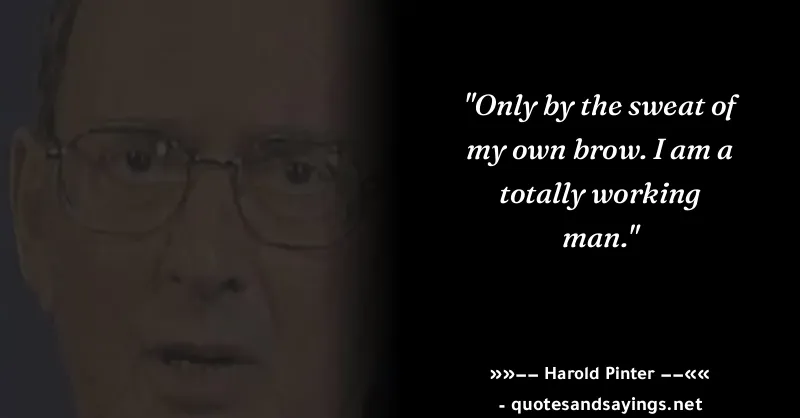 "Only by the sweat of
my own brow. I am a
totally working
man."
»»−− Harold Pinter −−««
- quotesandsayings.net